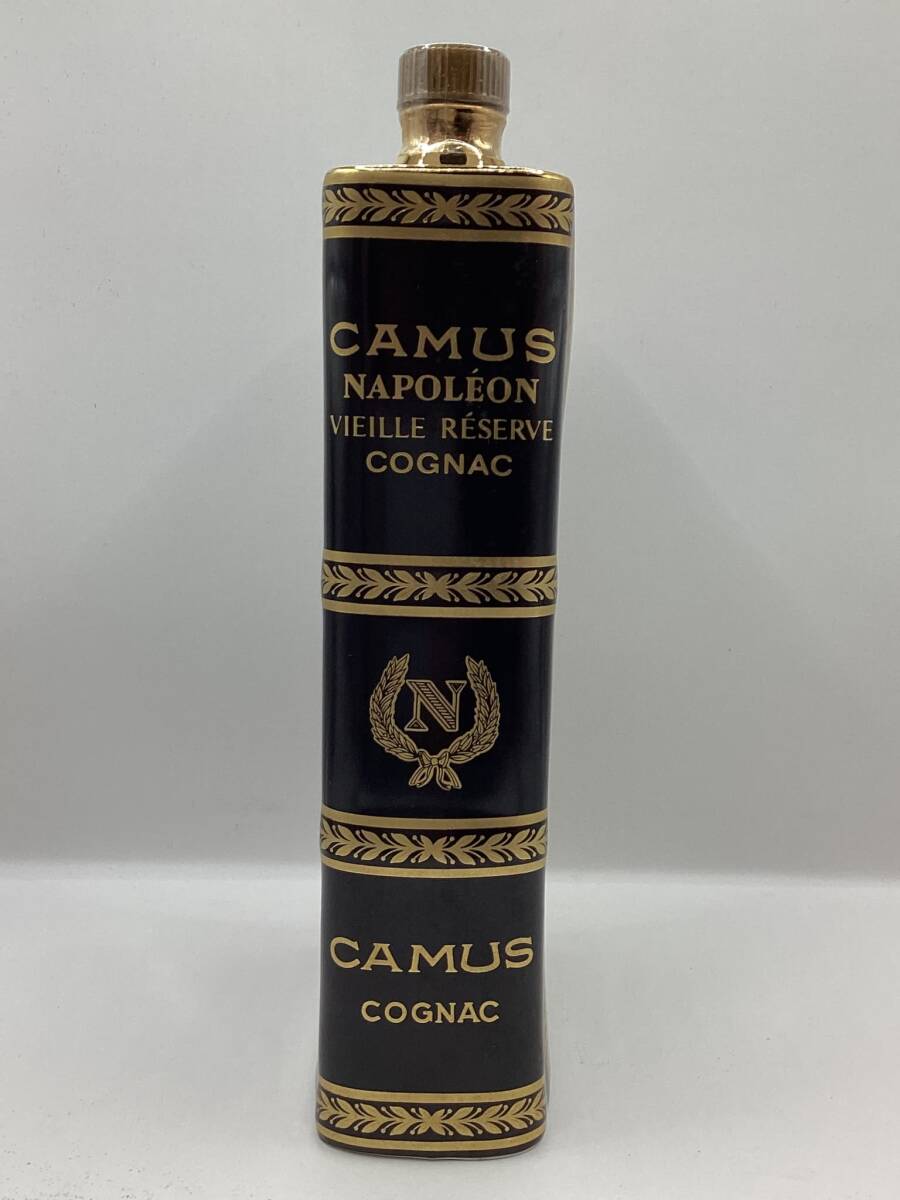 CAMUS
NAPOLÉON
VIEILLE RÉSERVE
COGNAC
N
CAMUS
COGNAC